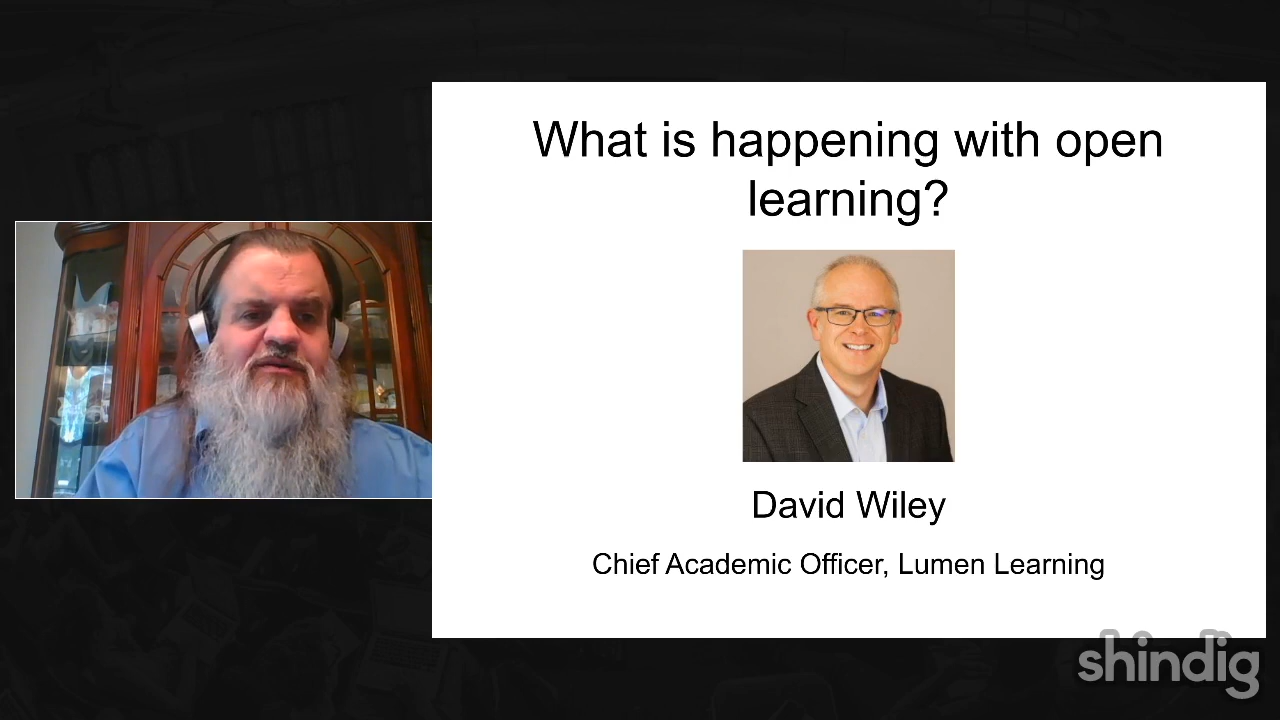 What is happening with open
learning?
David Wiley
Chief Academic Officer, Lumen Learning
shindig